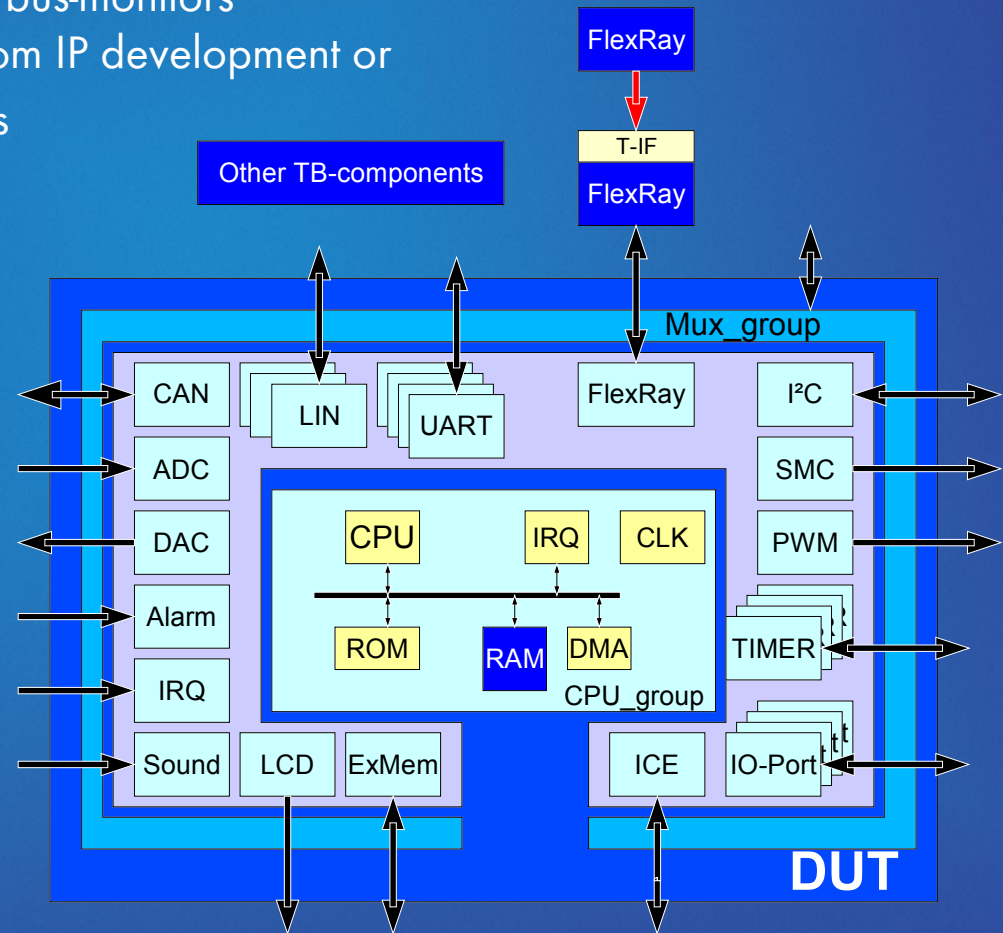 bus-monitors
om IP development or
s
FlexRay
T-IF
FlexRay
Other TB-components
Mux_group
CAN
LIN
UART
FlexRay
I²C
ADC
SMC
DAC
CPU
IRQ
CLK
PWM
Alarm
ROM
RAM
DMA
TIMER
CPU_group
IRQ
Sound
LCD
ExMem
ICE
IO-Port
DUT